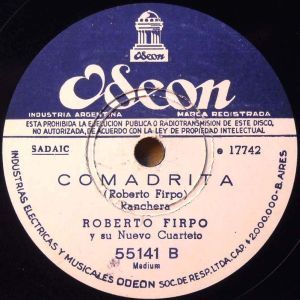 Odeon
Odeon
INDUSTRIA ARGENTINA
MARCA REGISTRADA
ESTA PROHIBIDA LA EJECUCION PUBLICA O RADIOTRANSMISION DE ESTE DISCO,
NO AUTORIZADA, DE ACUERDO CON LA LEY DE PROPIEDAD INTELECTUAL
SADAIC
e 17742
COMADRITA
(Roberto Firpo)
Ranchera
ROBERTO FIRPO
y su Nuevo Cuarteto
55141 B
Medium
INDUSTRIAS ELECTRICAS Y MUSICALES ODEON SOC. DE RESP. LTDA. CAP. $ 2.000.000 - B. AIRES